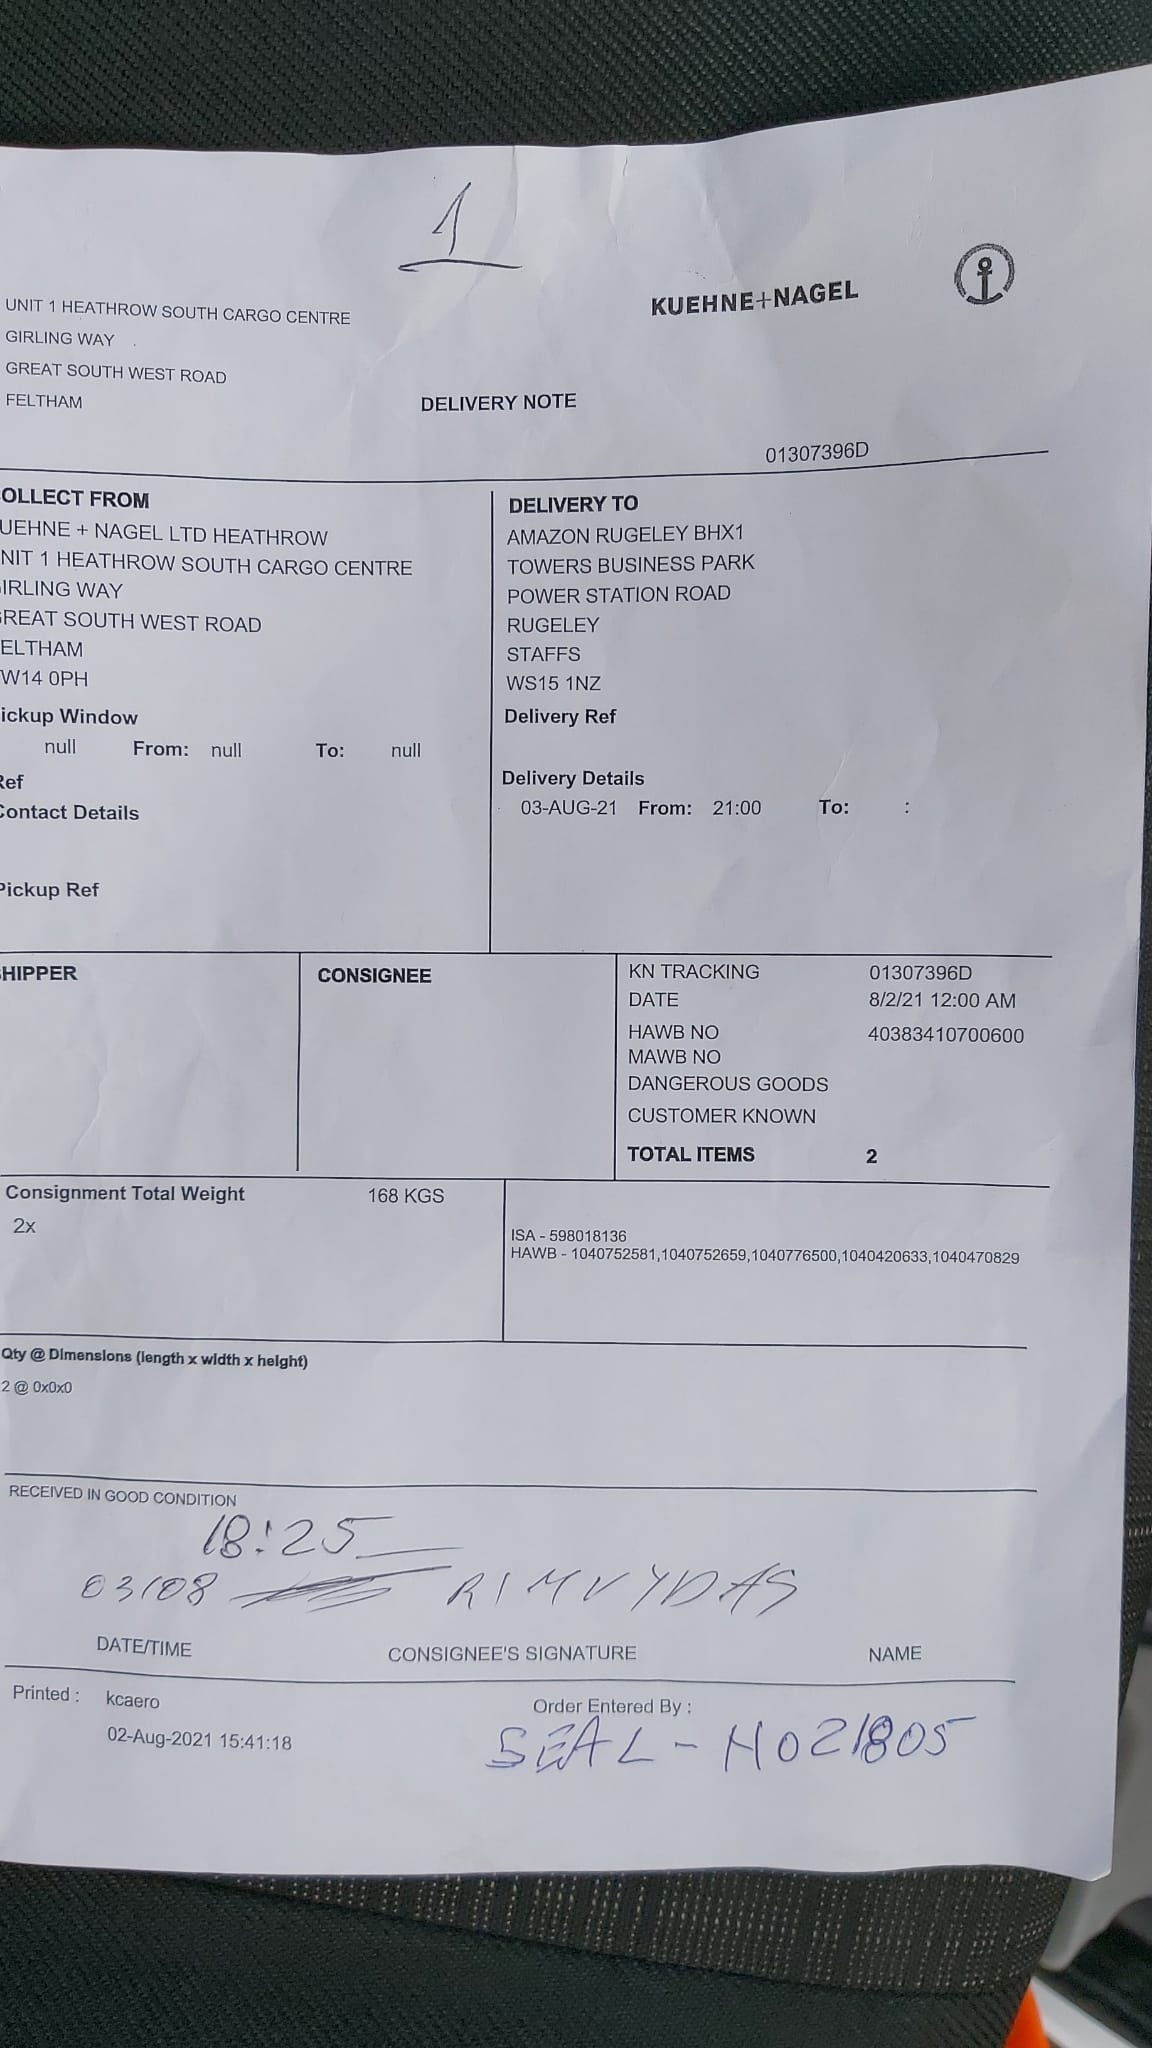 1
KUEHNE+NAGEL
UNIT 1 HEATHROW SOUTH CARGO CENTRE
GIRLING WAY
GREAT SOUTH WEST ROAD
FELTHAM
DELIVERY NOTE
01307396D
OLLECT FROM
UEHNE + NAGEL LTD HEATHROW
NIT 1 HEATHROW SOUTH CARGO CENTRE
IRLING WAY
REAT SOUTH WEST ROAD
ELTHAM
W14 0PH
ickup Window
null From: null To: null
Ref
Contact Details
Pickup Ref
DELIVERY TO
AMAZON RUGELEY BHX1
TOWERS BUSINESS PARK
POWER STATION ROAD
RUGELEY
STAFFS
WS15 1NZ
Delivery Ref
Delivery Details
03-AUG-21 From: 21:00 To: :
HIPPER
CONSIGNEE
KN TRACKING 01307396D
DATE 8/2/21 12:00 AM
HAWB NO 40383410700600
MAWB NO
DANGEROUS GOODS
CUSTOMER KNOWN
TOTAL ITEMS 2
Consignment Total Weight 168 KGS
2x
ISA - 598018136
HAWB - 1040752581,1040752659,1040776500,1040420633,1040470829
Qty @ Dimensions (length x width x height)
2 @ 0x0x0
RECEIVED IN GOOD CONDITION
18:25
03/08 RIMVYDAS
DATE/TIME CONSIGNEE'S SIGNATURE NAME
Printed : kcaero
02-Aug-2021 15:41:18
Order Entered By :
SEAL - H021805